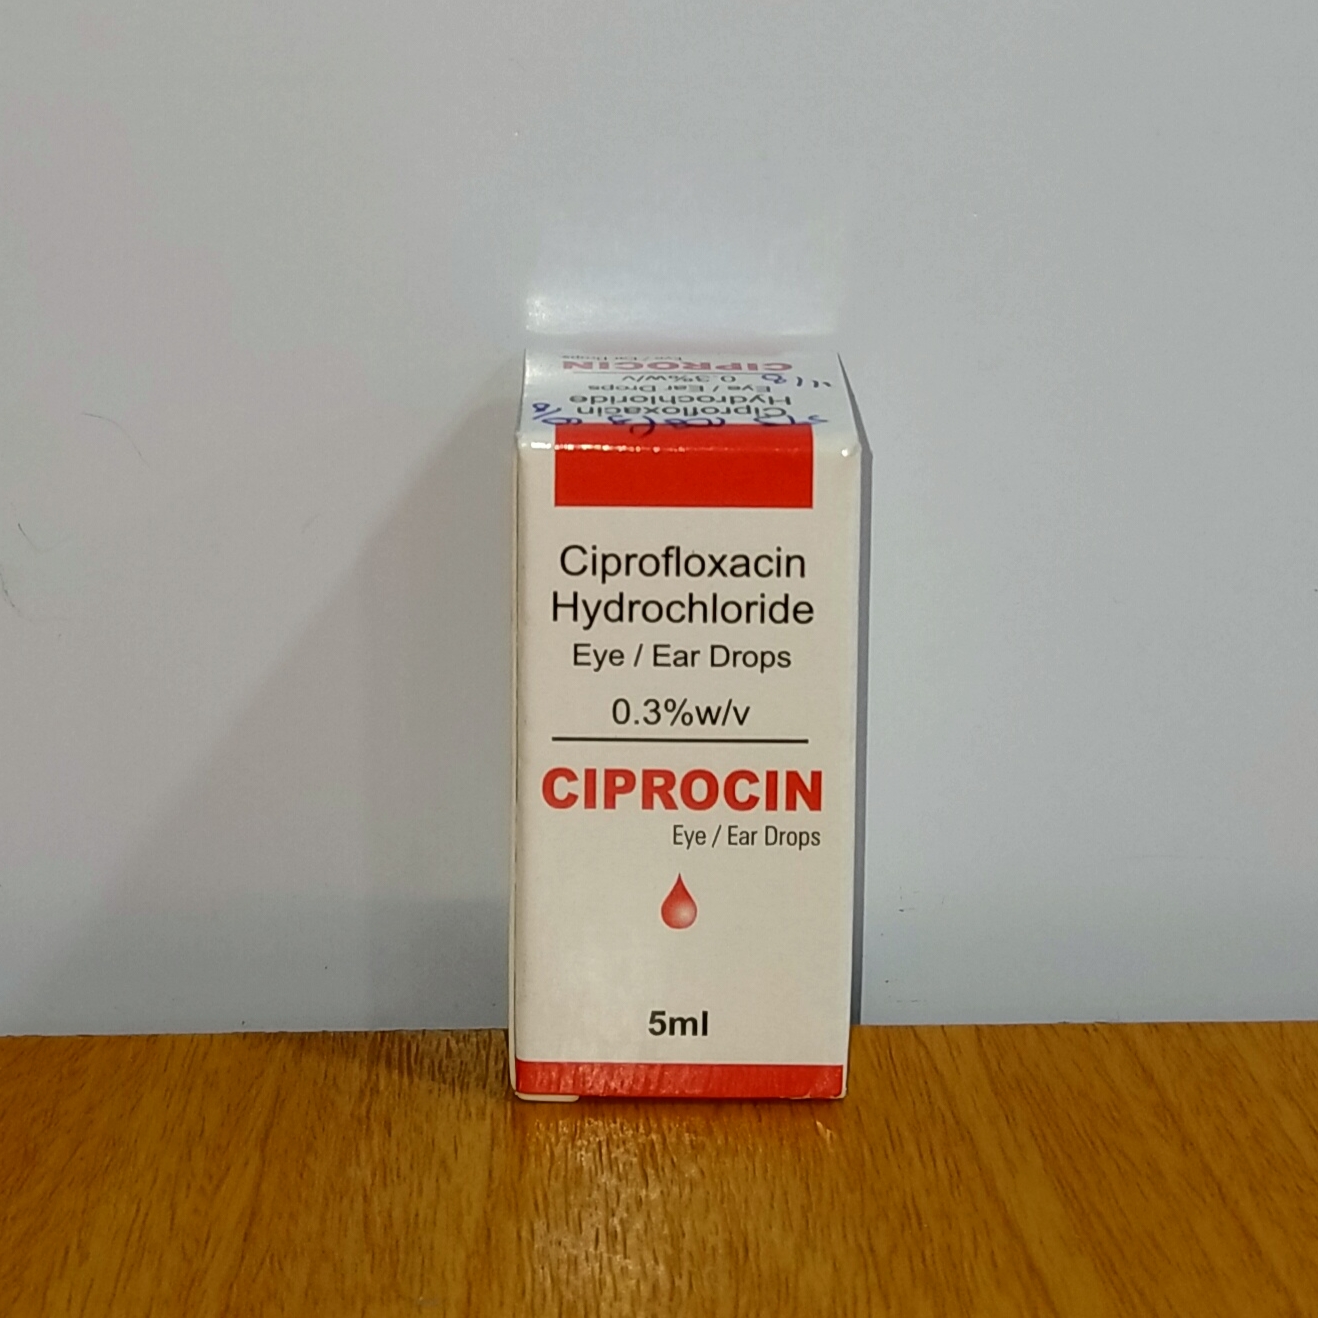 CIPROCIN
0.3%w/v
Eye / Ear Drops
Hydrochloride
Ciprofloxacin
Ciprofloxacin
Hydrochloride
Eye / Ear Drops
0.3%w/v
CIPROCIN
Eye / Ear Drops
5ml